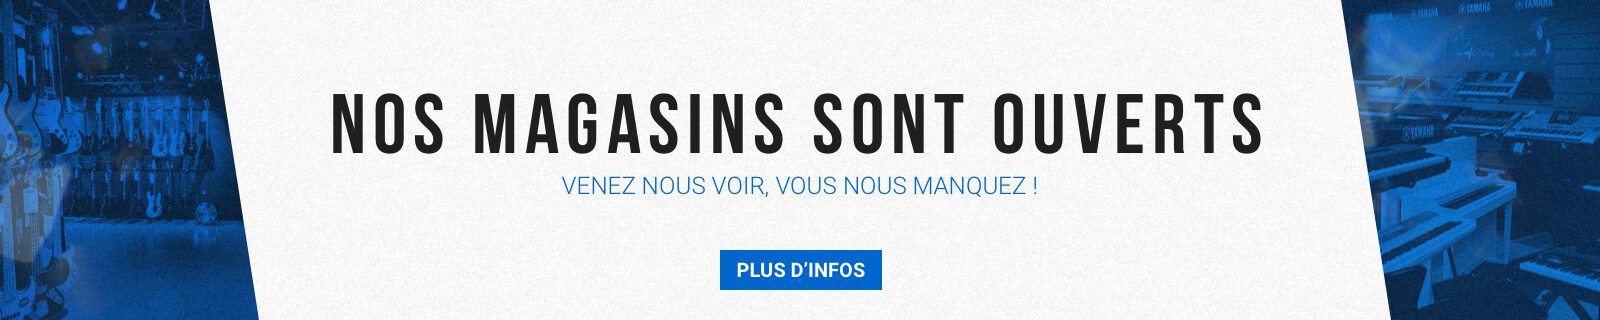 NOS MAGASINS SONT OUVERTS
VENEZ NOUS VOIR, VOUS NOUS MANQUEZ !
PLUS D’INFOS
YAMAHA
YAMAHA
YAMAHA
YAMAHA